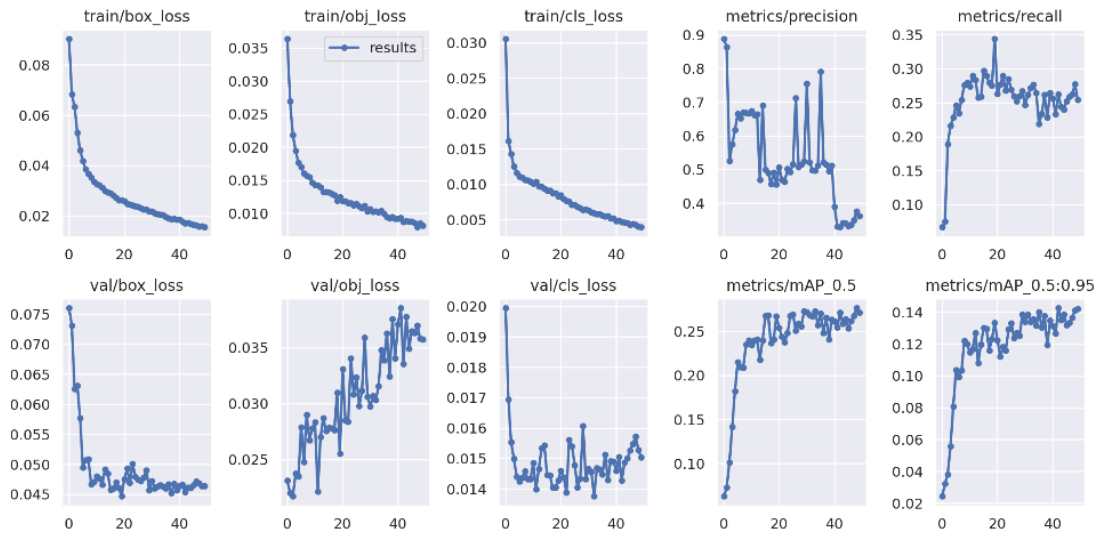 train/box_loss
0.08
0.06
0.04
0.02
0 20 40
train/obj_loss
results
0.035
0.030
0.025
0.020
0.015
0.010
0 20 40
train/cls_loss
0.030
0.025
0.020
0.015
0.010
0.005
0 20 40
metrics/precision
0.9
0.8
0.7
0.6
0.5
0.4
0 20 40
metrics/recall
0.35
0.30
0.25
0.20
0.15
0.10
0 20 40
val/box_loss
0.075
0.070
0.065
0.060
0.055
0.050
0.045
0 20 40
val/obj_loss
0.035
0.030
0.025
0 20 40
val/cls_loss
0.020
0.019
0.018
0.017
0.016
0.015
0.014
0 20 40
metrics/mAP_0.5
0.25
0.20
0.15
0.10
0 20 40
metrics/mAP_0.5:0.95
0.14
0.12
0.10
0.08
0.06
0.04
0.02
0 20 40